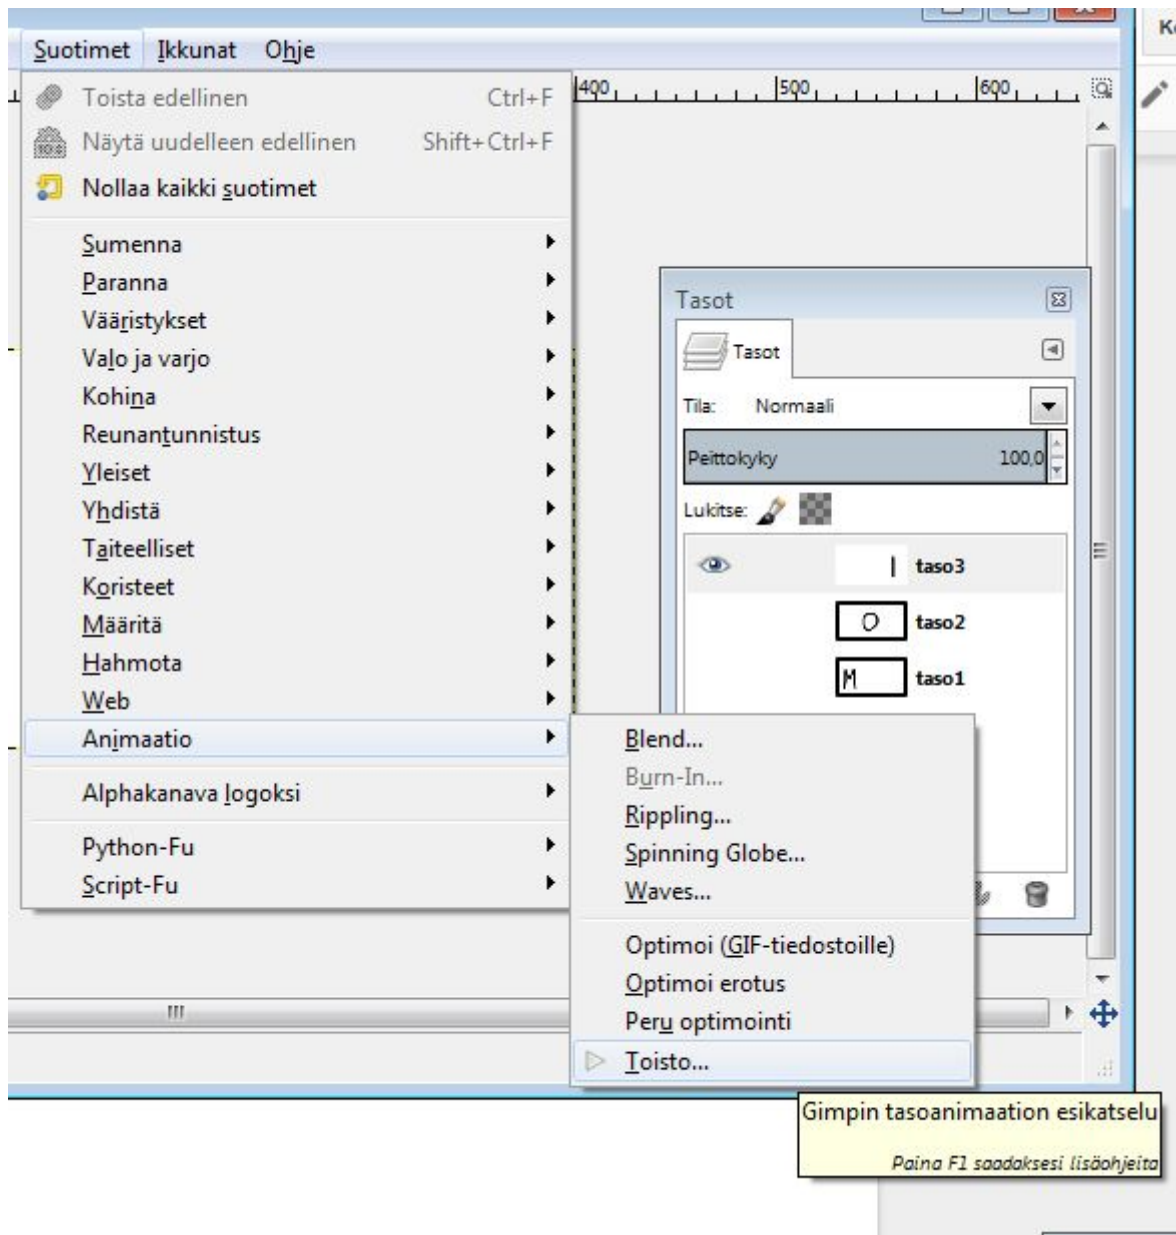 Suotimet Ikkunat Ohje
Toista edellinen Ctrl+F
Näytä uudelleen edellinen Shift+Ctrl+F
Nollaa kaikki suotimet
Sumenna
Paranna
Vääristykset
Valo ja varjo
Kohina
Reunantunnistus
Yleiset
Yhdistä
Taiteelliset
Koristeet
Määritä
Hahmota
Web
Animaatio
Alphakanava logoksi
Python-Fu
Script-Fu
400 500 600
Tasot
Tasot
Tila: Normaali
Peittokyky 100,0
Lukitse:
taso3
O taso2
M taso1
Blend...
Burn-In...
Rippling...
Spinning Globe...
Waves...
Optimoi (GIF-tiedostoille)
Optimoi erotus
Peru optimointi
Toisto...
Gimpin tasoanimaation esikatselu
Paina F1 saadaksesi lisäohjeita